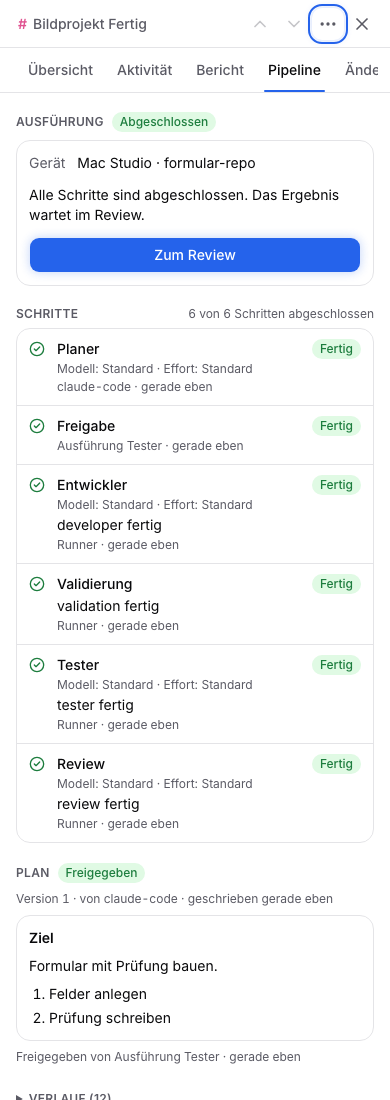 # Bildprojekt Fertig
Übersicht Aktivität Bericht Pipeline Ände
AUSFÜHRUNG Abgeschlossen
Gerät Mac Studio · formular-repo
Alle Schritte sind abgeschlossen. Das Ergebnis
wartet im Review.
Zum Review
SCHRITTE 6 von 6 Schritten abgeschlossen
Planer Fertig
Modell: Standard · Effort: Standard
claude-code · gerade eben
Freigabe Fertig
Ausführung Tester · gerade eben
Entwickler Fertig
Modell: Standard · Effort: Standard
developer fertig
Runner · gerade eben
Validierung Fertig
validation fertig
Runner · gerade eben
Tester Fertig
Modell: Standard · Effort: Standard
tester fertig
Runner · gerade eben
Review Fertig
Modell: Standard · Effort: Standard
review fertig
Runner · gerade eben
PLAN Freigegeben
Version 1 · von claude-code · geschrieben gerade eben
Ziel
Formular mit Prüfung bauen.
1. Felder anlegen
2. Prüfung schreiben
Freigegeben von Ausführung Tester · gerade eben
VERLAUF (12)